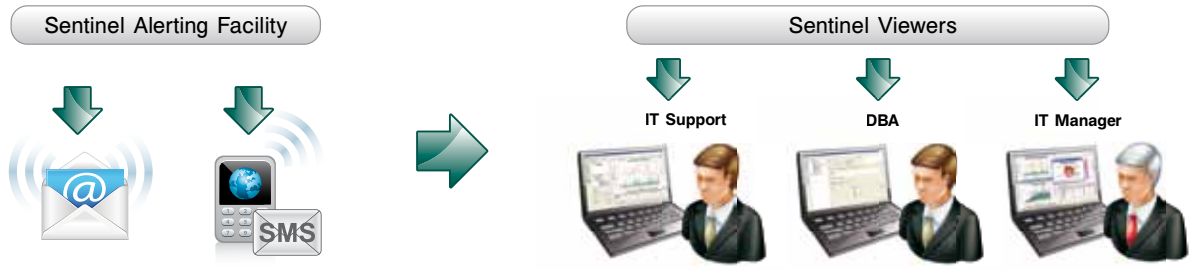 Sentinel Alerting Facility
@
SMS
Sentinel Viewers
IT Support
DBA
IT Manager